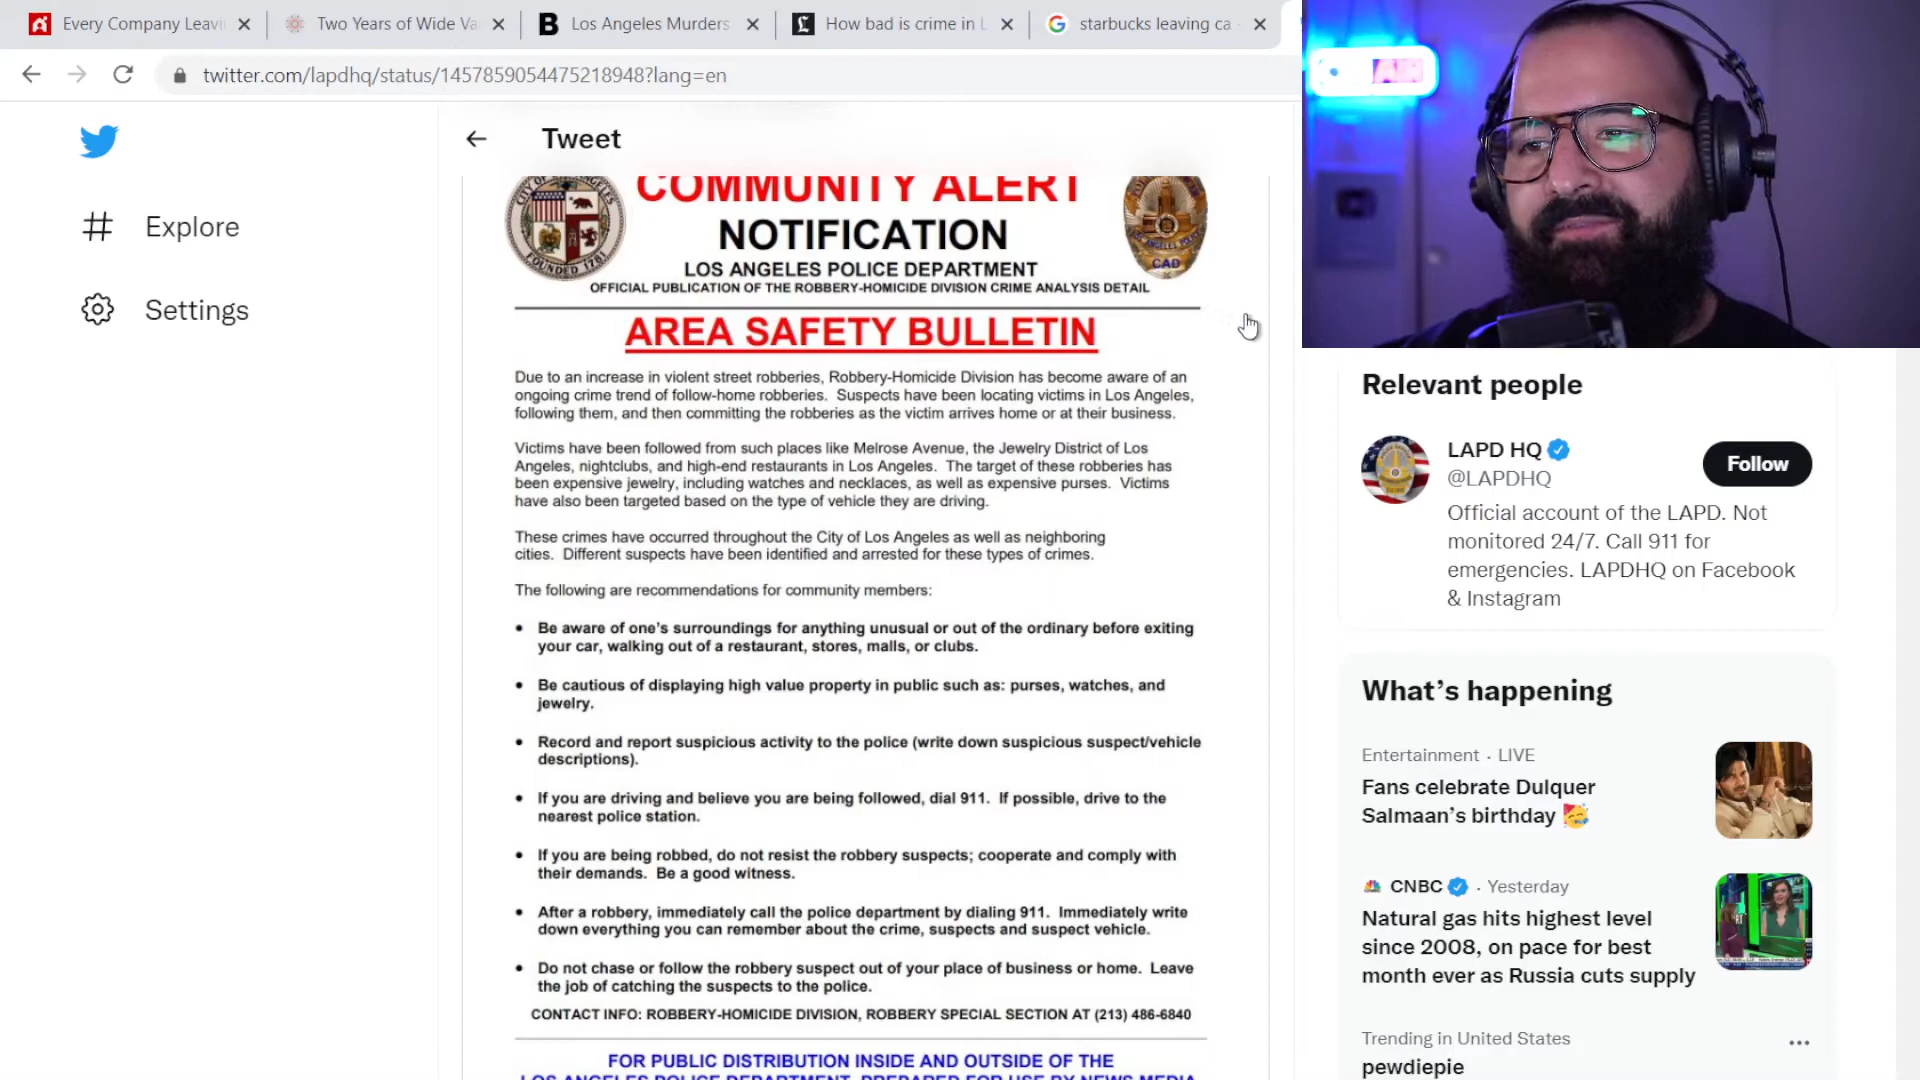 Every Company Leavi
Two Years of Wide Va
Los Angeles Murders
How bad is crime in L
starbucks leaving ca
twitter.com/lapdhq/status/1457859054475218948?lang=en
Explore
Settings
Tweet
COMMUNITY ALERT
NOTIFICATION
LOS ANGELES POLICE DEPARTMENT
OFFICIAL PUBLICATION OF THE ROBBERY-HOMICIDE DIVISION CRIME ANALYSIS DETAIL
FOUNDED 1781
CAD
AREA SAFETY BULLETIN
Due to an increase in violent street robberies, Robbery-Homicide Division has become aware of an
ongoing crime trend of follow-home robberies. Suspects have been locating victims in Los Angeles,
following them, and then committing the robberies as the victim arrives home or at their business.
Victims have been followed from such places like Melrose Avenue, the Jewelry District of Los
Angeles, nightclubs, and high-end restaurants in Los Angeles. The target of these robberies has
been expensive jewelry, including watches and necklaces, as well as expensive purses. Victims
have also been targeted based on the type of vehicle they are driving.
These crimes have occurred throughout the City of Los Angeles as well as neighboring
cities. Different suspects have been identified and arrested for these types of crimes.
The following are recommendations for community members:
• Be aware of one's surroundings for anything unusual or out of the ordinary before exiting
your car, walking out of a restaurant, stores, malls, or clubs.
• Be cautious of displaying high value property in public such as: purses, watches, and
jewelry.
• Record and report suspicious activity to the police (write down suspicious suspect/vehicle
descriptions).
• If you are driving and believe you are being followed, dial 911. If possible, drive to the
nearest police station.
• If you are being robbed, do not resist the robbery suspects; cooperate and comply with
their demands. Be a good witness.
• After a robbery, immediately call the police department by dialing 911. Immediately write
down everything you can remember about the crime, suspects and suspect vehicle.
• Do not chase or follow the robbery suspect out of your place of business or home. Leave
the job of catching the suspects to the police.
CONTACT INFO: ROBBERY-HOMICIDE DIVISION, ROBBERY SPECIAL SECTION AT (213) 486-6840
FOR PUBLIC DISTRIBUTION INSIDE AND OUTSIDE OF THE
LOS ANGELES POLICE DEPARTMENT. PREPARED FOR USE BY NEWS MEDIA
Relevant people
LAPD HQ
@LAPDHQ
Follow
Official account of the LAPD. Not
monitored 24/7. Call 911 for
emergencies. LAPDHQ on Facebook
& Instagram
What's happening
Entertainment · LIVE
Fans celebrate Dulquer
Salmaan's birthday 🥳
CNBC · Yesterday
Natural gas hits highest level
since 2008, on pace for best
month ever as Russia cuts supply
Trending in United States
pewdiepie